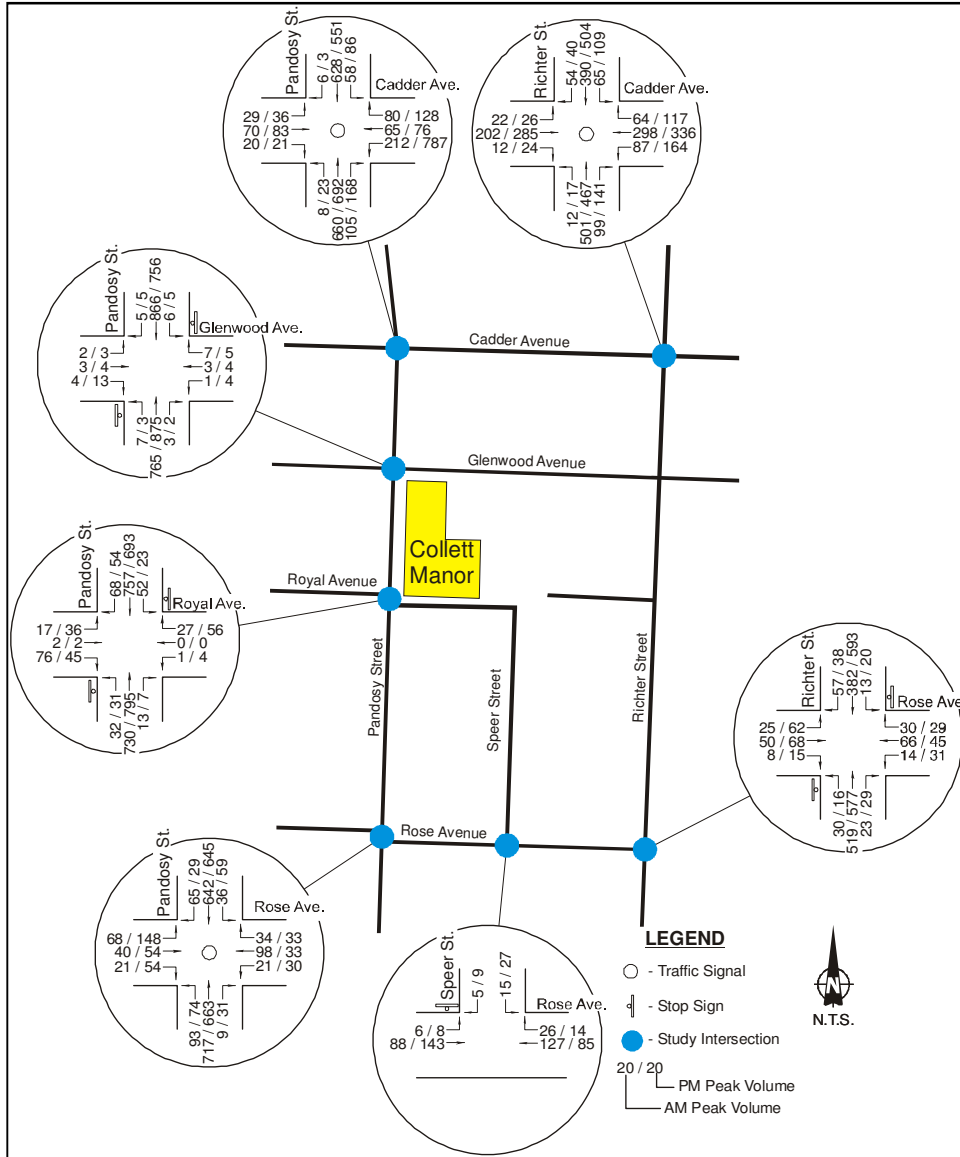 Pandosy St.
6 / 3
628 / 551
58 / 86
Cadder Ave.
29 / 36
70 / 83
20 / 21
80 / 128
65 / 76
212 / 787
8 / 23
660 / 692
105 / 168
Richter St.
54 / 40
390 / 504
65 / 109
Cadder Ave.
22 / 26
202 / 285
12 / 24
64 / 117
298 / 336
87 / 164
12 / 17
501 / 467
99 / 141
Pandosy St.
5 / 5
866 / 756
6 / 5
Glenwood Ave.
2 / 3
3 / 4
4 / 13
7 / 5
3 / 4
1 / 4
7 / 3
765 / 875
3 / 2
Cadder Avenue
Glenwood Avenue
Collett
Manor
Royal Avenue
Pandosy Street
Speer Street
Richter Street
Rose Avenue
Pandosy St.
68 / 54
757 / 693
52 / 23
Royal Ave.
17 / 36
2 / 2
76 / 45
27 / 56
0 / 0
1 / 4
32 / 31
730 / 795
13 / 7
Richter St.
57 / 38
382 / 593
13 / 20
Rose Ave
25 / 62
50 / 68
8 / 15
30 / 29
66 / 45
14 / 31
30 / 16
519 / 577
23 / 29
Pandosy St.
65 / 29
642 / 645
36 / 59
Rose Ave.
68 / 148
40 / 54
21 / 54
34 / 33
98 / 33
21 / 30
93 / 74
717 / 663
9 / 31
Speer St.
5 / 9
15 / 27
Rose Ave.
6 / 8
88 / 143
26 / 14
127 / 85
LEGEND
- Traffic Signal
- Stop Sign
- Study Intersection
20 / 20
PM Peak Volume
AM Peak Volume
N
N.T.S.